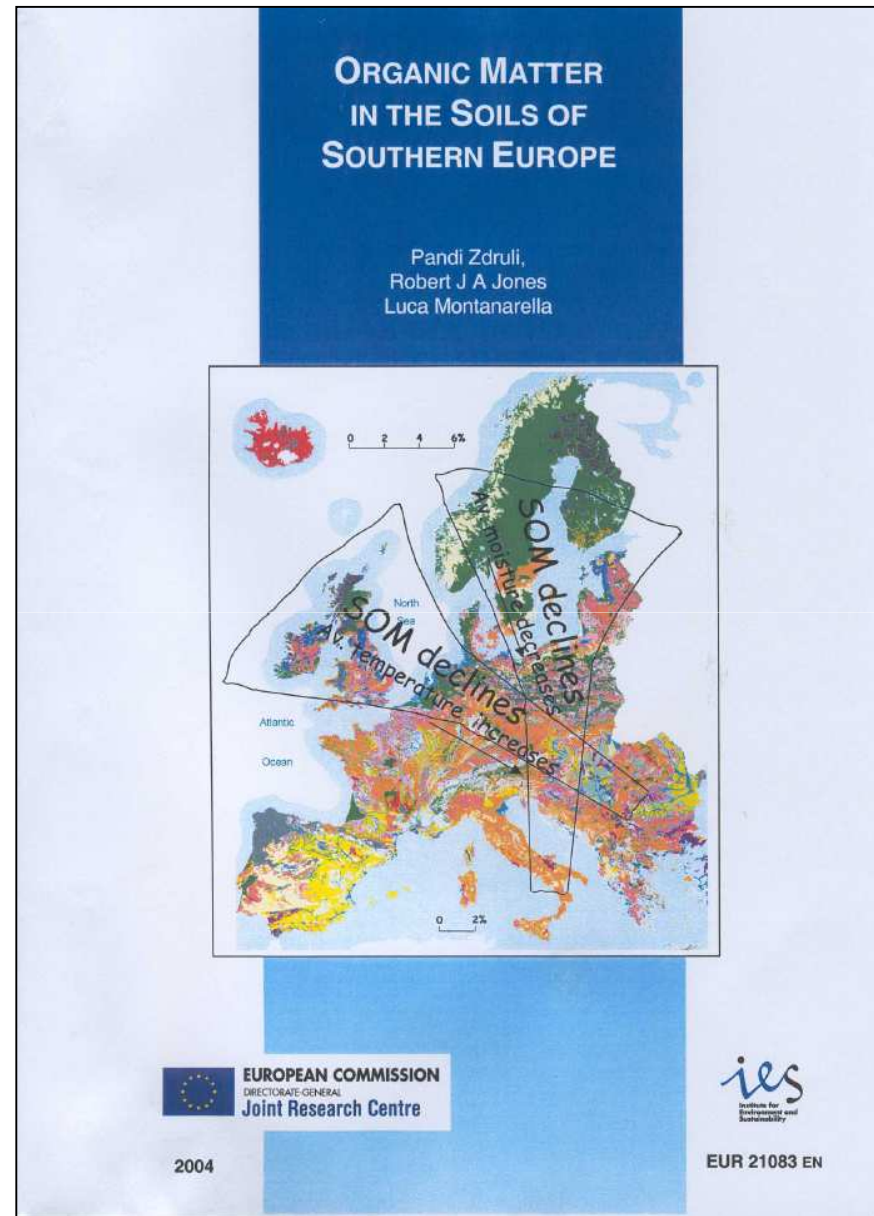 ORGANIC MATTER
IN THE SOILS OF
SOUTHERN EUROPE
Pandi Zdruli,
Robert J A Jones
Luca Montanarella
0 2 4 6%
SOM declines
Av. moisture decreases
North
Sea
SOM declines
Av. temperature increases
Atlantic
Ocean
0 2%
EUROPEAN COMMISSION
DIRECTORATE-GENERAL
Joint Research Centre
ies
Institute for
Environment and
Sustainability
2004
EUR 21083 EN